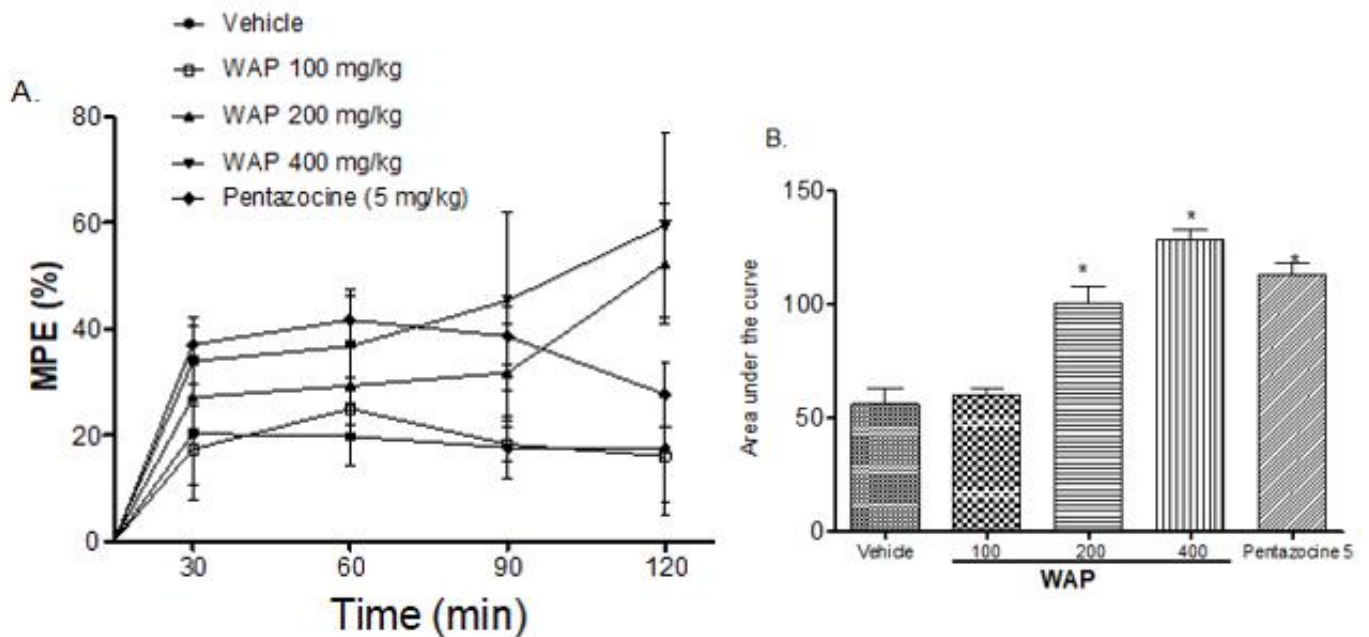 Vehicle
WAP 100 mg/kg
WAP 200 mg/kg
WAP 400 mg/kg
Pentazocine (5 mg/kg)
A.
80
60
40
20
0
MPE (%)
30 60 90 120
Time (min)
B.
150
100
50
0
Area under the curve
* * *
Vehicle 100 200 400 Pentazocine 5
WAP